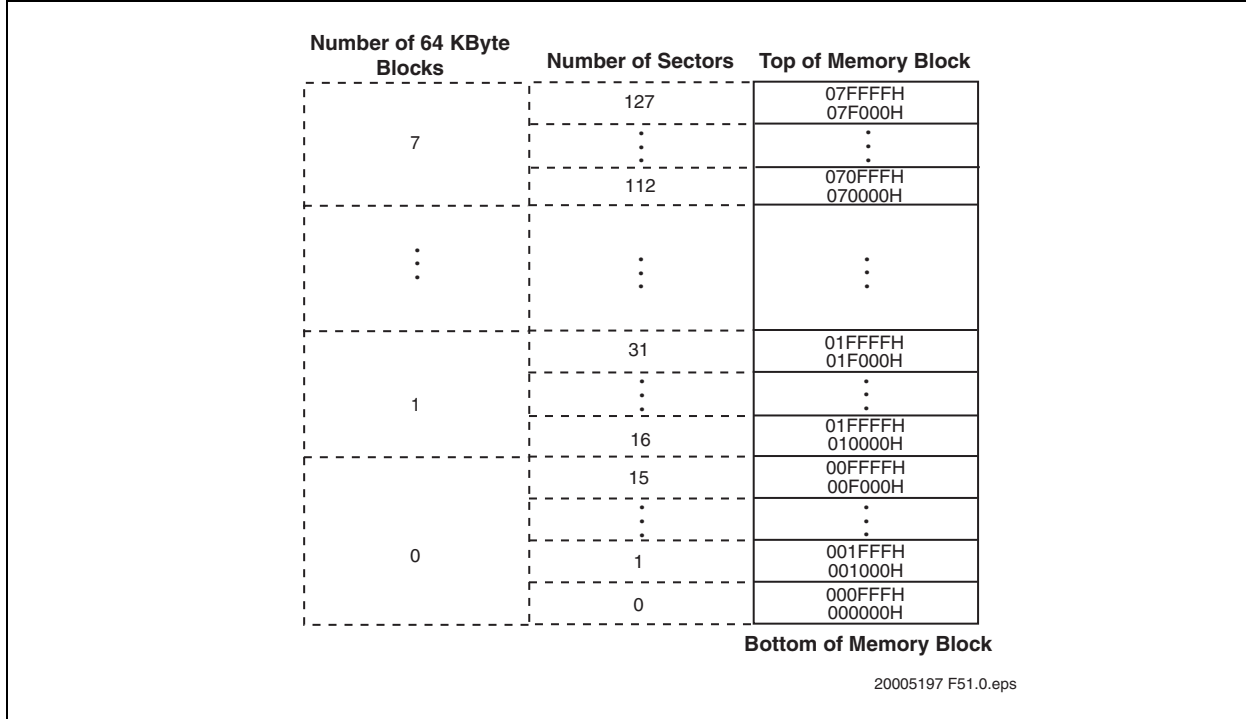 Number of 64 KByte
Blocks
Number of Sectors
Top of Memory Block
7
127
07FFFFH
07F000H
112
070FFFH
070000H
1
31
01FFFFH
01F000H
16
01FFFFH
010000H
0
15
00FFFFH
00F000H
1
001FFFH
001000H
0
000FFFH
000000H
Bottom of Memory Block
20005197 F51.0.eps